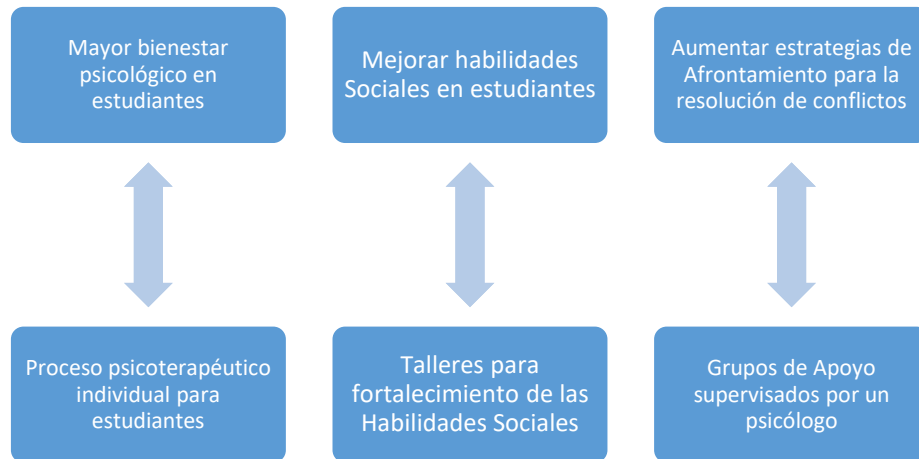 Mayor bienestar
psicológico en
estudiantes
Mejorar habilidades
Sociales en estudiantes
Aumentar estrategias de
Afrontamiento para la
resolución de conflictos
Proceso psicoterapéutico
individual para
estudiantes
Talleres para
fortalecimiento de las
Habilidades Sociales
Grupos de Apoyo
supervisados por un
psicólogo